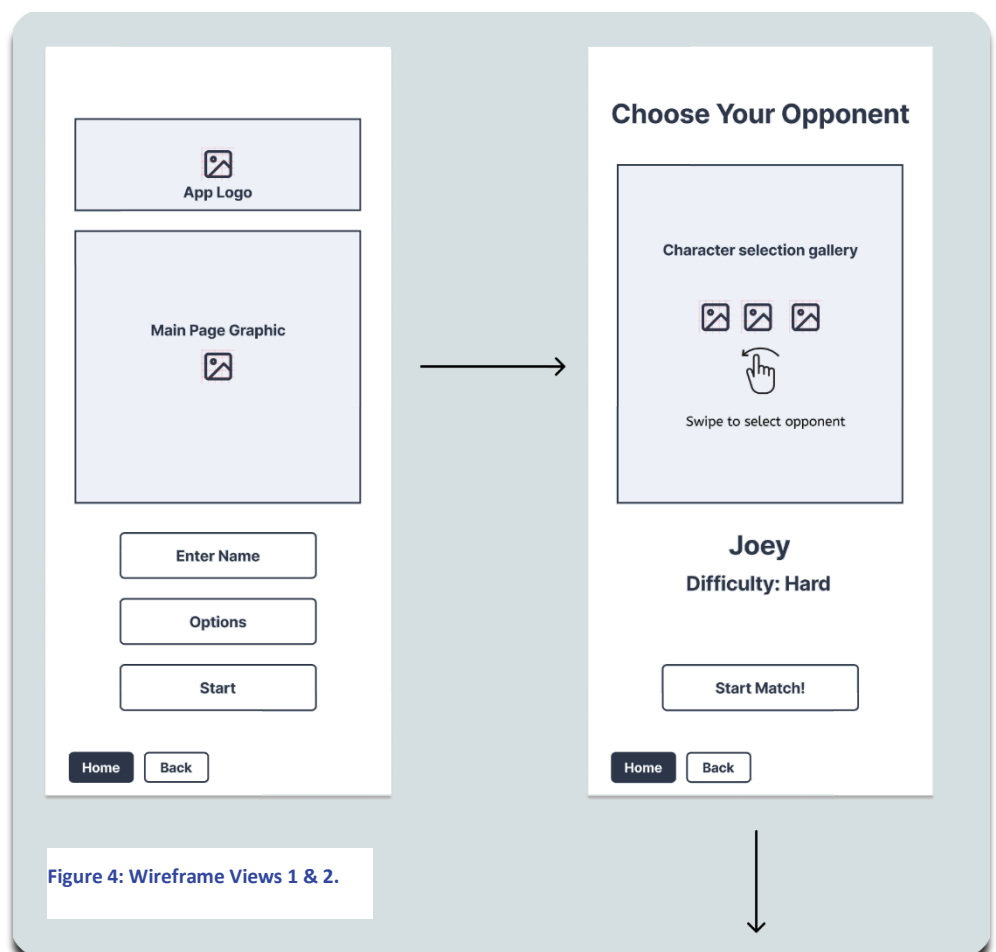 App Logo
Main Page Graphic
Enter Name
Options
Start
Home
Back
Choose Your Opponent
Character selection gallery
Swipe to select opponent
Joey
Difficulty: Hard
Start Match!
Home
Back
Figure 4: Wireframe Views 1 & 2.